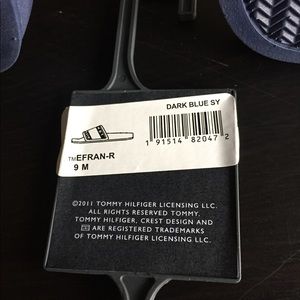 DARK BLUE SY
1 91514 82047 2
TMEFRAN-R
9 M
©2011 TOMMY HILFIGER LICENSING LLC.
ALL RIGHTS RESERVED TOMMY,
TOMMY HILFIGER, CREST DESIGN AND
ARE REGISTERED TRADEMARKS
OF TOMMY HILFIGER LICENSING LLC.